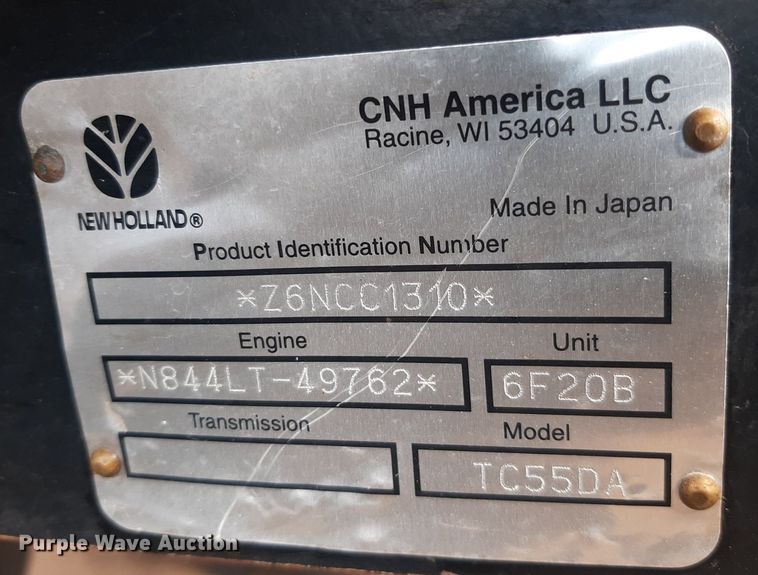 CNH America LLC
Racine, WI 53404 U.S.A.
NEW HOLLAND®
Made In Japan
Product Identification Number
*Z6NCC1310*
Engine
Unit
*N844LT-49762*
6F20B
Transmission
Model
TC55DA
Purple Wave Auction